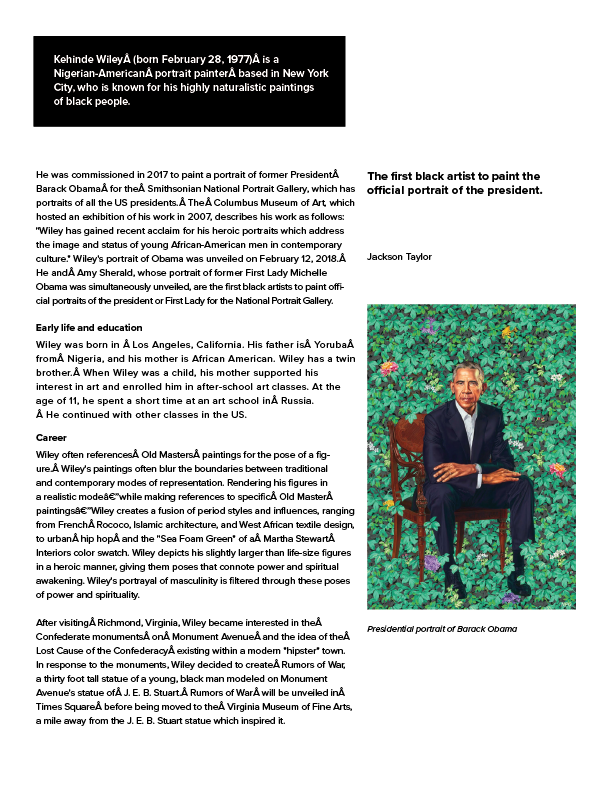 Kehinde WileyÂ (born February 28, 1977)Â is a
Nigerian-AmericanÂ portrait painterÂ based in New York
City, who is known for his highly naturalistic paintings
of black people.
He was commissioned in 2017 to paint a portrait of former PresidentÂ
Barack ObamaÂ for theÂ Smithsonian National Portrait Gallery, which has
portraits of all the US presidents.Â TheÂ Columbus Museum of Art, which
hosted an exhibition of his work in 2007, describes his work as follows:
"Wiley has gained recent acclaim for his heroic portraits which address
the image and status of young African-American men in contemporary
culture." Wiley's portrait of Obama was unveiled on February 12, 2018.Â
He andÂ Amy Sherald, whose portrait of former First Lady Michelle
Obama was simultaneously unveiled, are the first black artists to paint offi-
cial portraits of the president or First Lady for the National Portrait Gallery.
Early life and education
Wiley was born in Â Los Angeles, California. His father isÂ YorubaÂ
fromÂ Nigeria, and his mother is African American. Wiley has a twin
brother.Â When Wiley was a child, his mother supported his
interest in art and enrolled him in after-school art classes. At the
age of 11, he spent a short time at an art school inÂ Russia.
Â He continued with other classes in the US.
Career
Wiley often referencesÂ Old MastersÂ paintings for the pose of a fig-
ure.Â Wiley's paintings often blur the boundaries between traditional
and contemporary modes of representation. Rendering his figures in
a realistic modeâ€"while making references to specificÂ Old MasterÂ
paintingsâ€"Wiley creates a fusion of period styles and influences, ranging
from FrenchÂ Rococo, Islamic architecture, and West African textile design,
to urbanÂ hip hopÂ and the "Sea Foam Green" of aÂ Martha StewartÂ
Interiors color swatch. Wiley depicts his slightly larger than life-size figures
in a heroic manner, giving them poses that connote power and spiritual
awakening. Wiley's portrayal of masculinity is filtered through these poses
of power and spirituality.
After visitingÂ Richmond, Virginia, Wiley became interested in theÂ
Confederate monumentsÂ onÂ Monument AvenueÂ and the idea of theÂ
Lost Cause of the ConfederacyÂ existing within a modern "hipster" town.
In response to the monuments, Wiley decided to createÂ Rumors of War,
a thirty foot tall statue of a young, black man modeled on Monument
Avenue's statue ofÂ J. E. B. Stuart.Â Rumors of WarÂ will be unveiled inÂ
Times SquareÂ before being moved to theÂ Virginia Museum of Fine Arts,
a mile away from the J. E. B. Stuart statue which inspired it.
The first black artist to paint the
official portrait of the president.
Jackson Taylor
Presidential portrait of Barack Obama